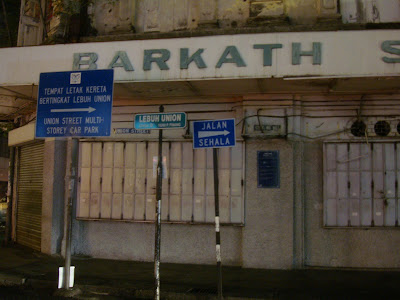 BARKATH S
TEMPAT LETAK KERETA
BERTINGKAT LEBUH UNION
UNION STREET MULTI-
STOREY CAR PARK
LEBUH UNION
JALAN
SEHALA